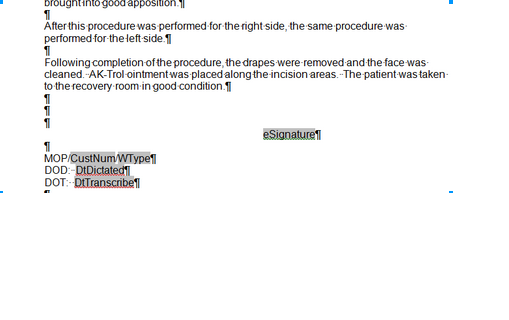 brought into good apposition.¶
¶
After this procedure was performed for the right side, the same procedure was
performed for the left side.¶
¶
Following completion of the procedure, the drapes were removed and the face was
cleaned. AK-Trol ointment was placed along the incision areas. The patient was taken
to the recovery room in good condition.¶
¶
¶
¶
eSignature¶
¶
MOP/CustNum/WType¶
DOD: DtDictated¶
DOT: DtTranscribe¶
¶